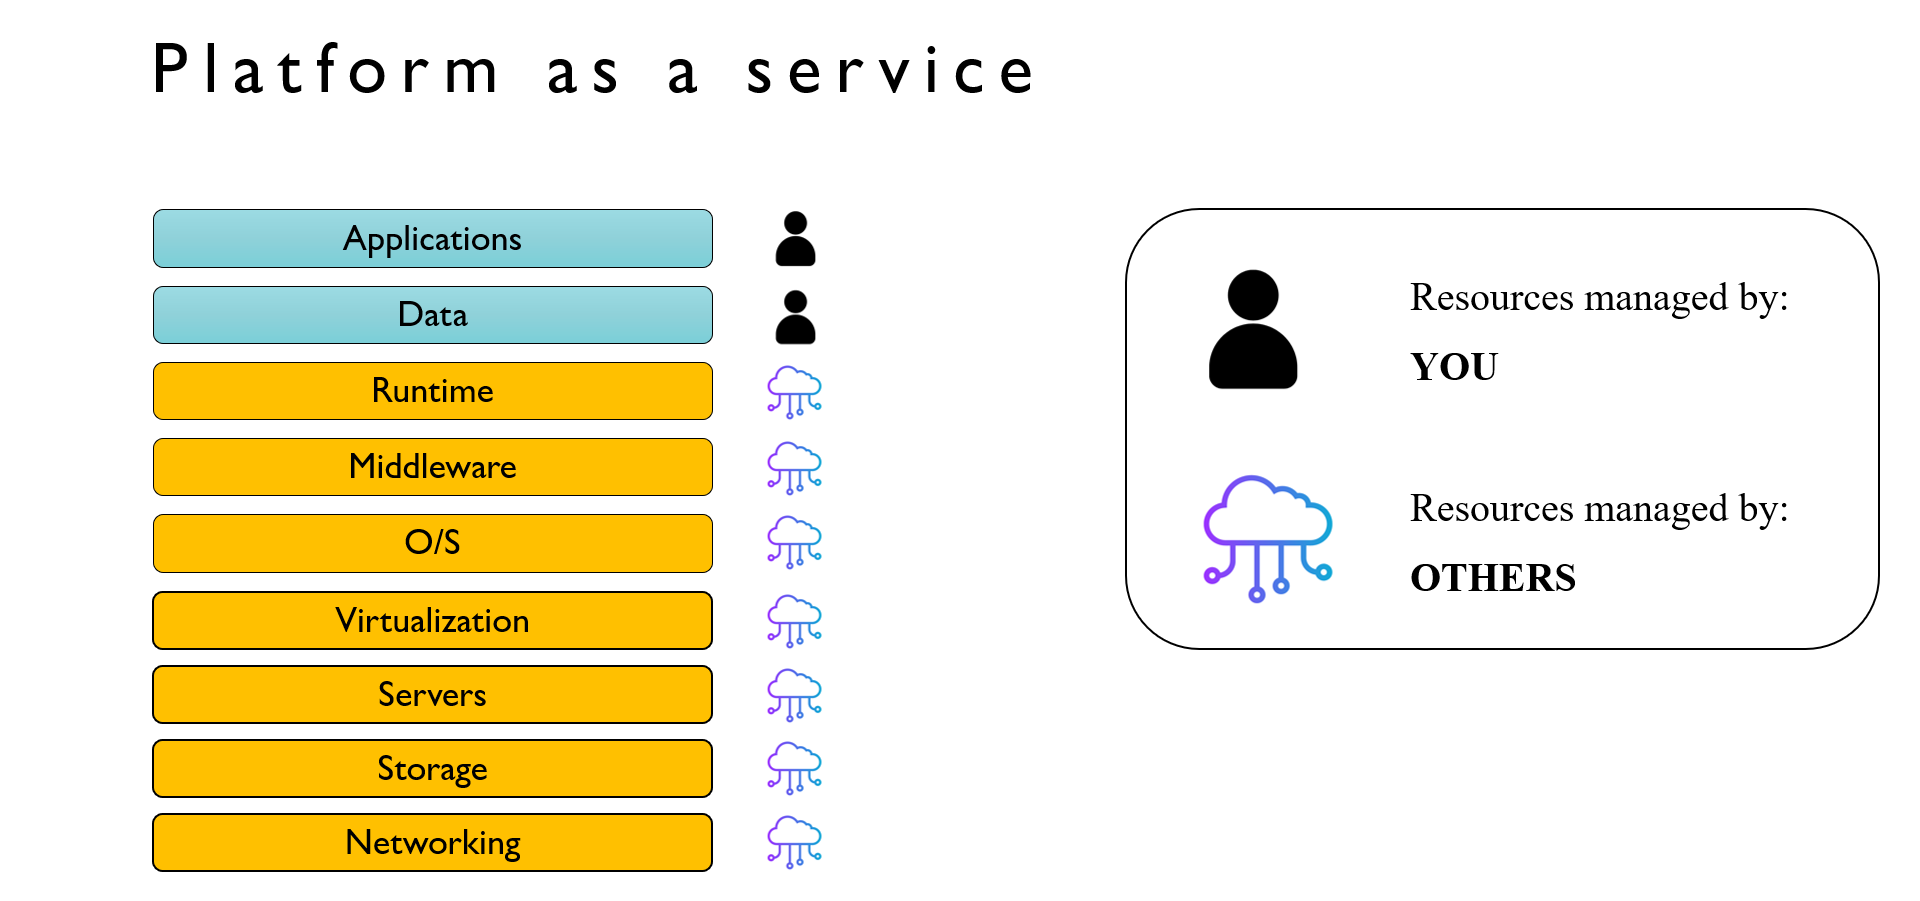 Platform as a service
Applications
Data
Runtime
Middleware
O/S
Virtualization
Servers
Storage
Networking
Resources managed by:
YOU
Resources managed by:
OTHERS